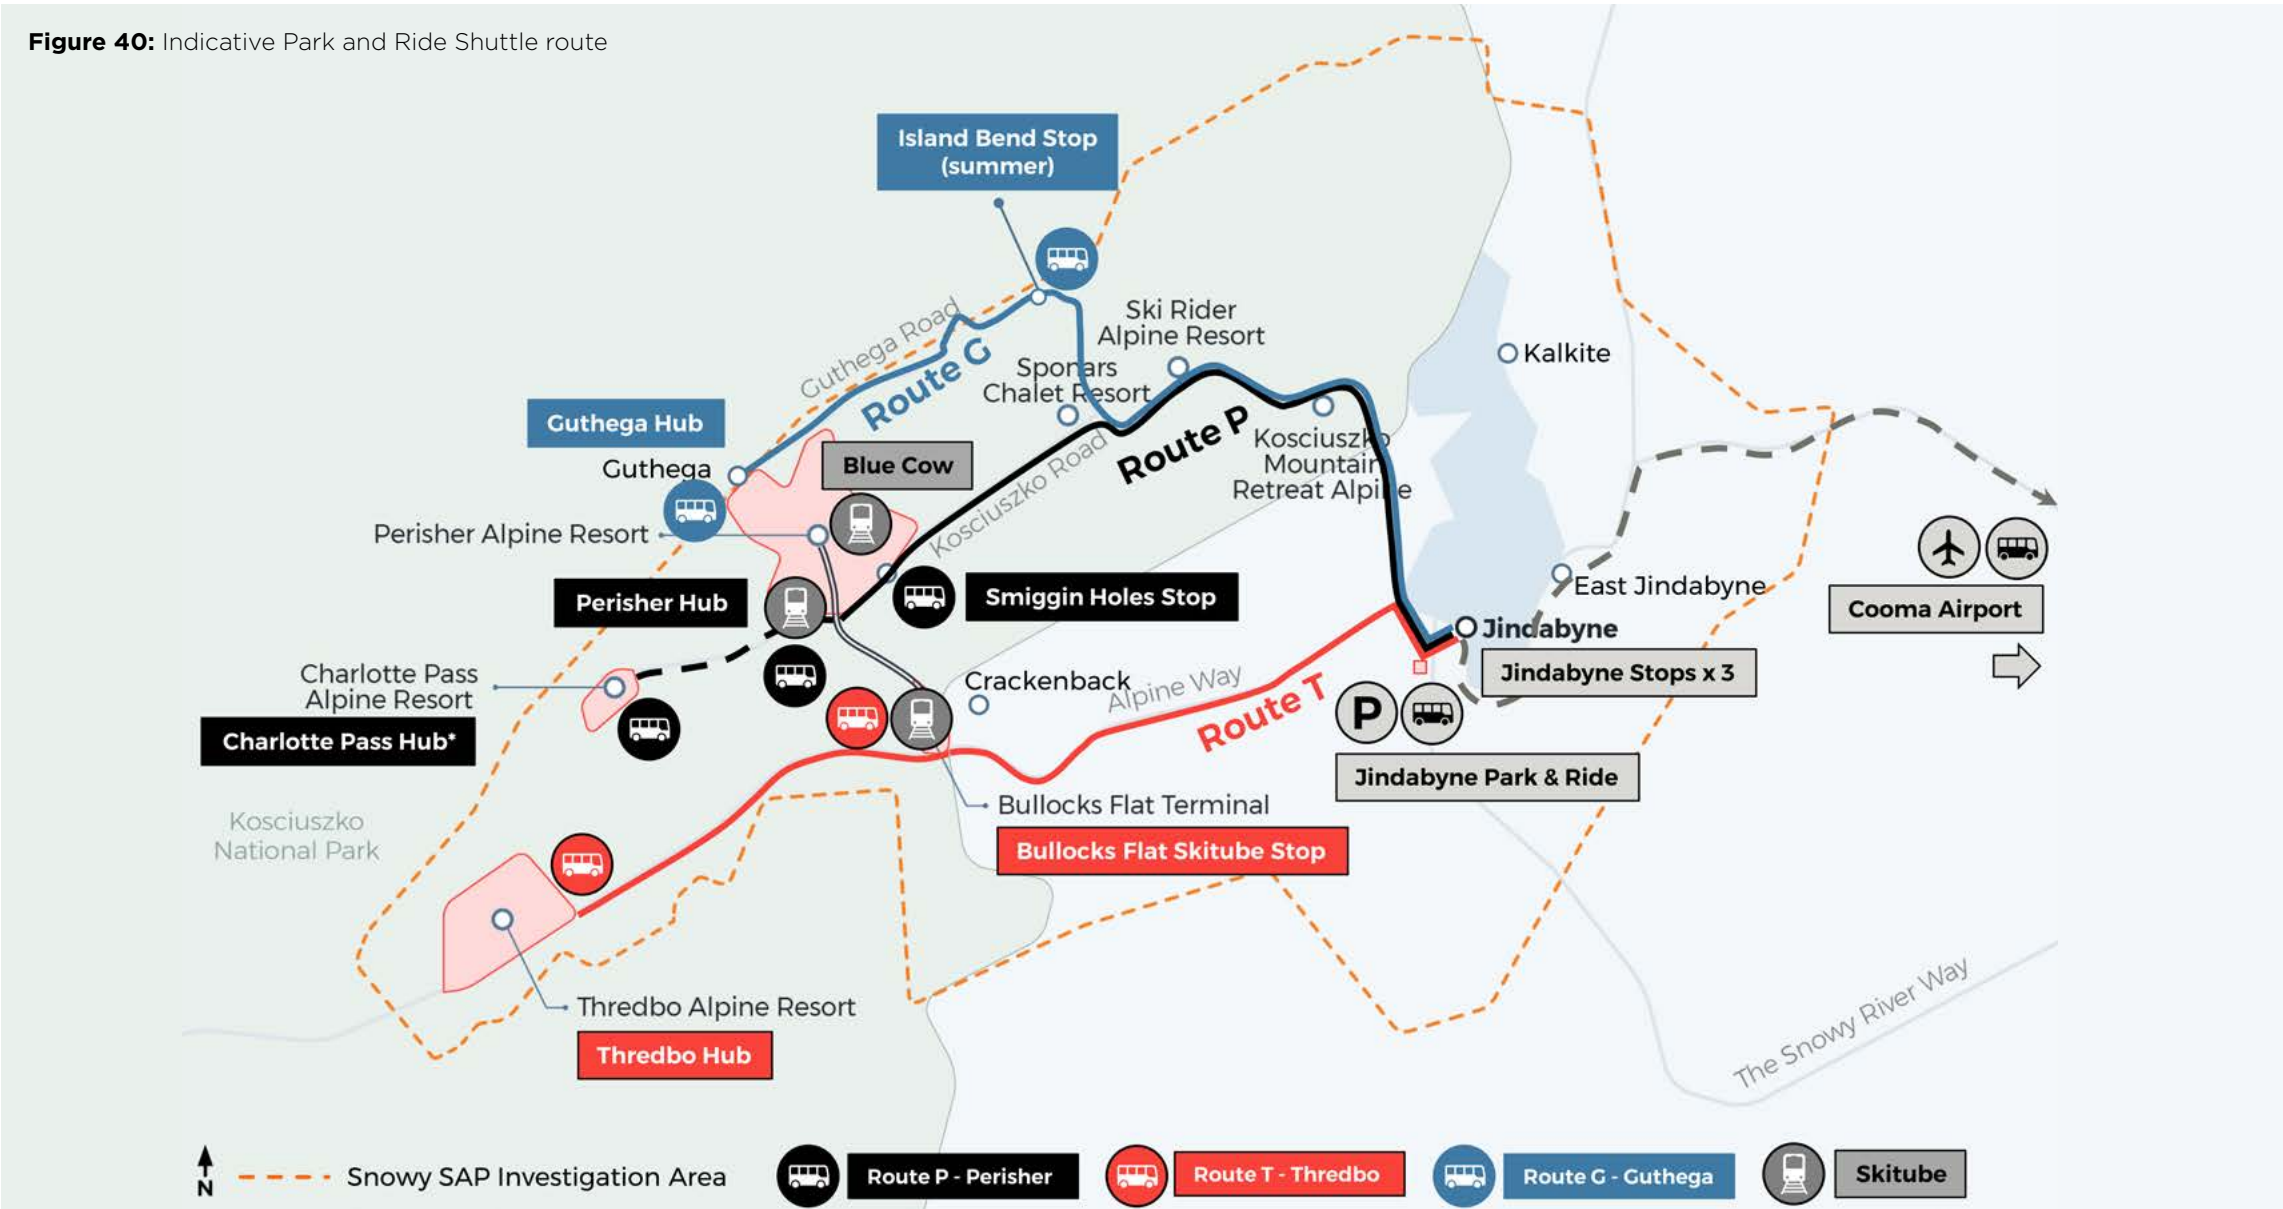 Figure 40: Indicative Park and Ride Shuttle route
Island Bend Stop
(summer)
Guthega Road
Route G
Ski Rider
Alpine Resort
Sponars
Chalet Resort
Kalkite
Guthega Hub
Guthega
Blue Cow
Route P
Kosciuszko Road
Kosciuszko
Mountain
Retreat Alpine
Perisher Alpine Resort
Perisher Hub
Smiggin Holes Stop
East Jindabyne
Cooma Airport
Jindabyne
Jindabyne Stops x 3
Charlotte Pass
Alpine Resort
Charlotte Pass Hub*
Crackenback
Alpine Way
Route T
P
Jindabyne Park & Ride
Bullocks Flat Terminal
Bullocks Flat Skitube Stop
Kosciuszko
National Park
Thredbo Alpine Resort
Thredbo Hub
The Snowy River Way
N
Snowy SAP Investigation Area
Route P - Perisher
Route T - Thredbo
Route G - Guthega
Skitube